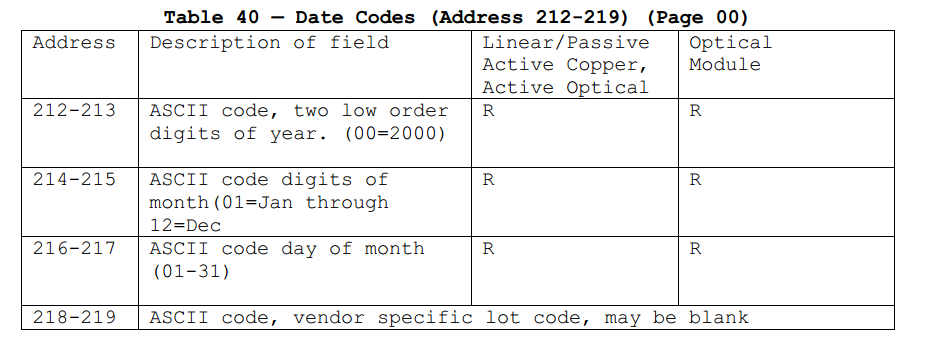 Table 40 — Date Codes (Address 212-219) (Page 00)
Address Description of field Linear/Passive Optical
Active Copper, Module
Active Optical
212-213 ASCII code, two low order R R
digits of year. (00=2000)
214-215 ASCII code digits of R R
month(01=Jan through
12=Dec
216-217 ASCII code day of month R R
(01-31)
218-219 ASCII code, vendor specific lot code, may be blank